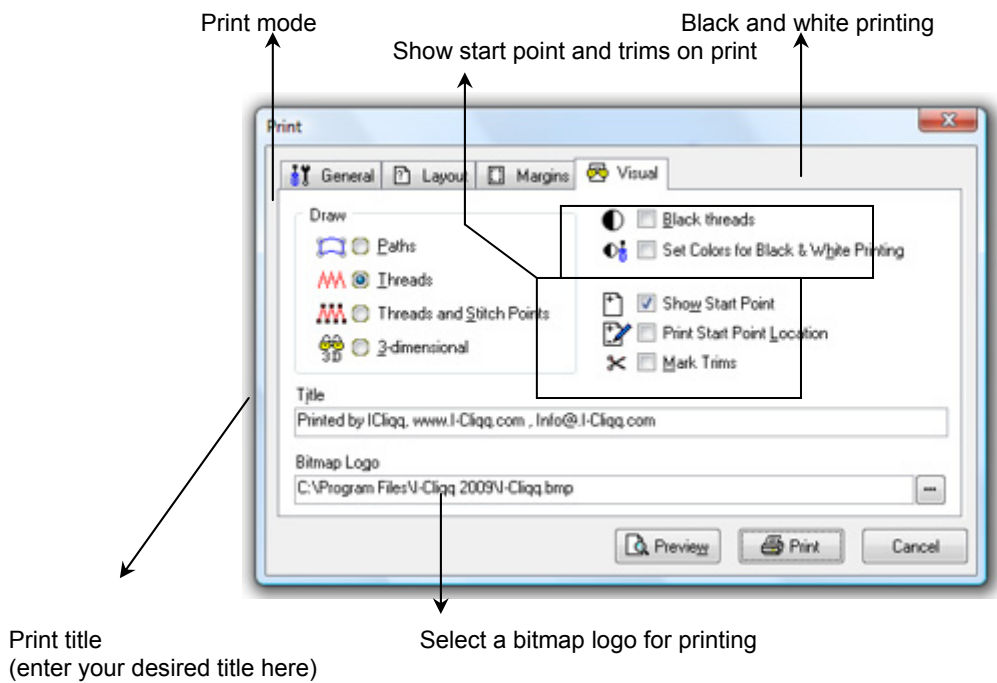 Print mode
Black and white printing
Show start point and trims on print
Print
General Layout Margins Visual
Draw
Paths
Threads
Threads and Stitch Points
3D 3-dimensional
Black threads
Set Colors for Black & White Printing
Show Start Point
Print Start Point Location
Mark Trims
Title
Printed by ICliqq, www.I-Cliqq.com , Info@.I-Cliqq.com
Bitmap Logo
C:\Program Files\I-Cliqq 2009\I-Cliqq.bmp
...
Preview Print Cancel
Print title
(enter your desired title here)
Select a bitmap logo for printing